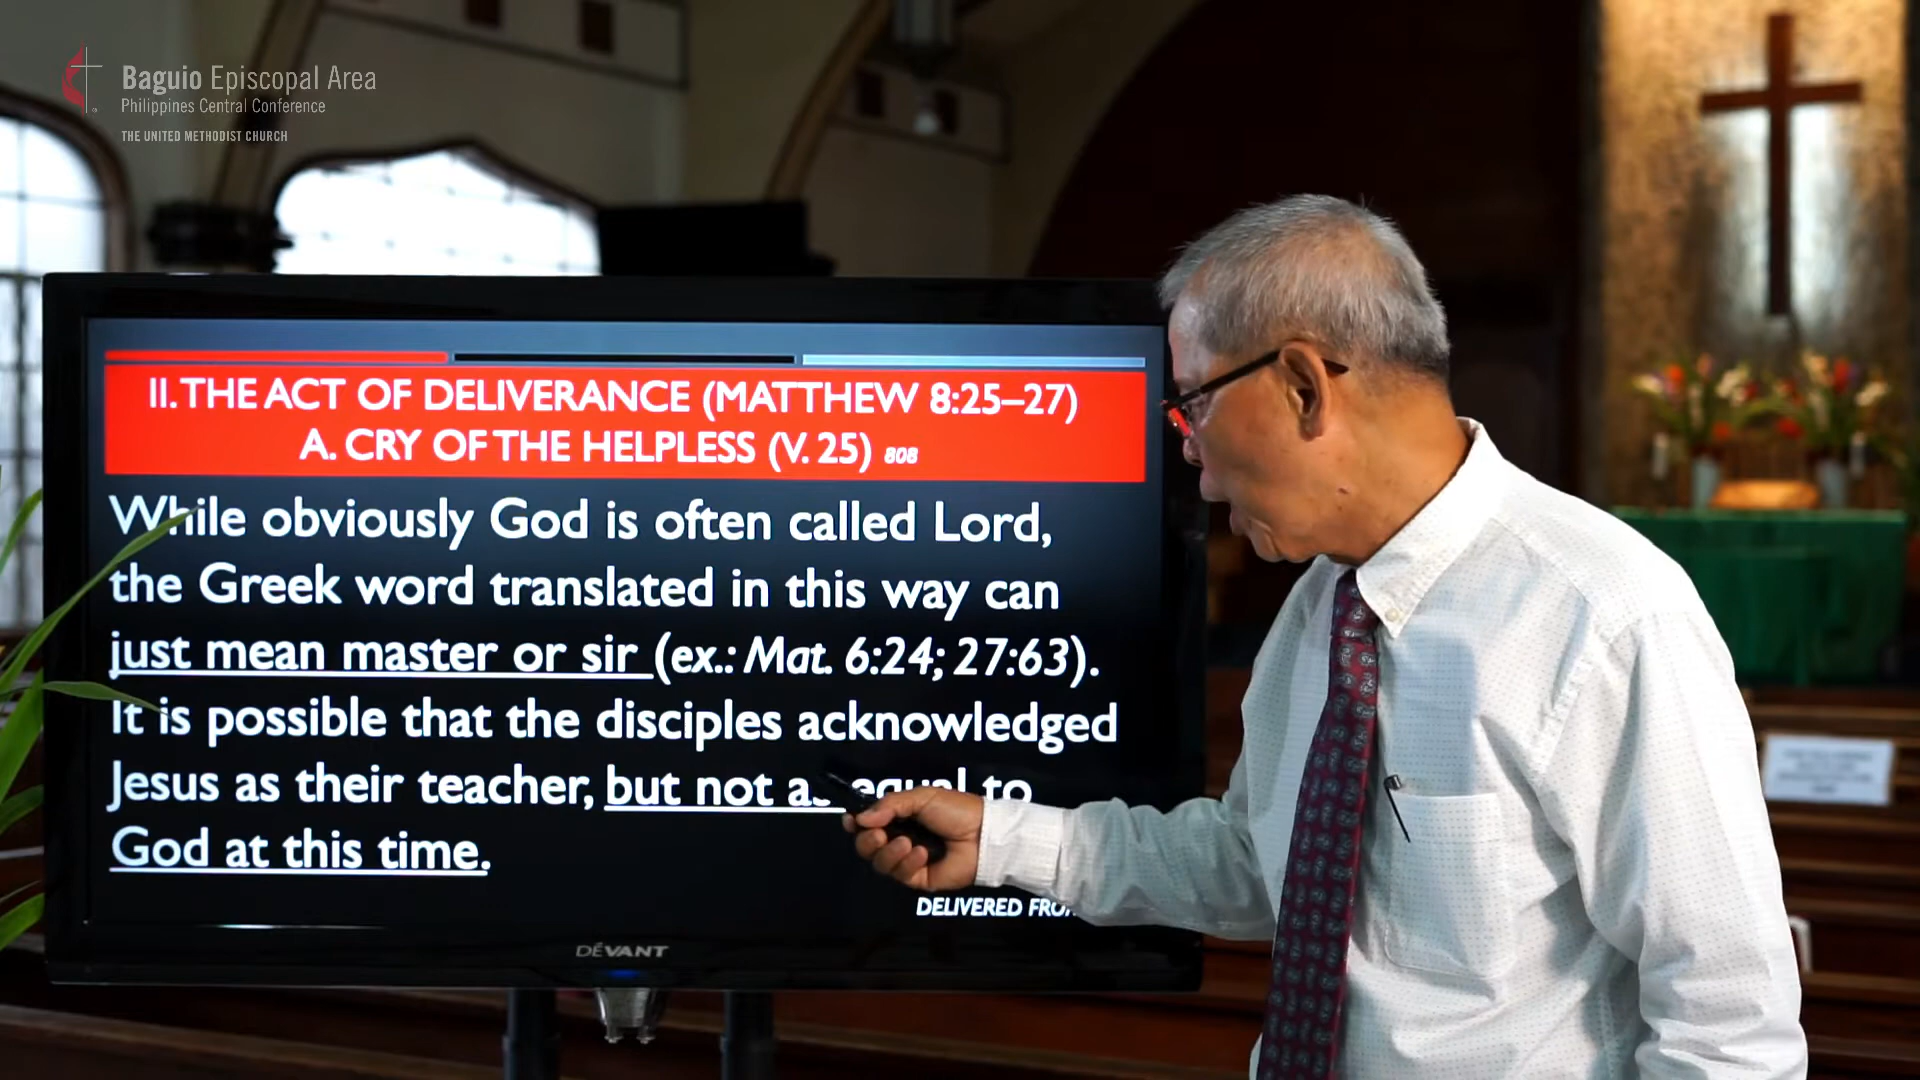 Baguio Episcopal Area
Philippines Central Conference
THE UNITED METHODIST CHURCH
II. THE ACT OF DELIVERANCE (MATTHEW 8:25–27)
A. CRY OF THE HELPLESS (V. 25) 808
While obviously God is often called Lord,
the Greek word translated in this way can
just mean master or sir (ex.: Mat. 6:24; 27:63).
It is possible that the disciples acknowledged
Jesus as their teacher, but not as equal to
God at this time.
DELIVERED
DEVANT